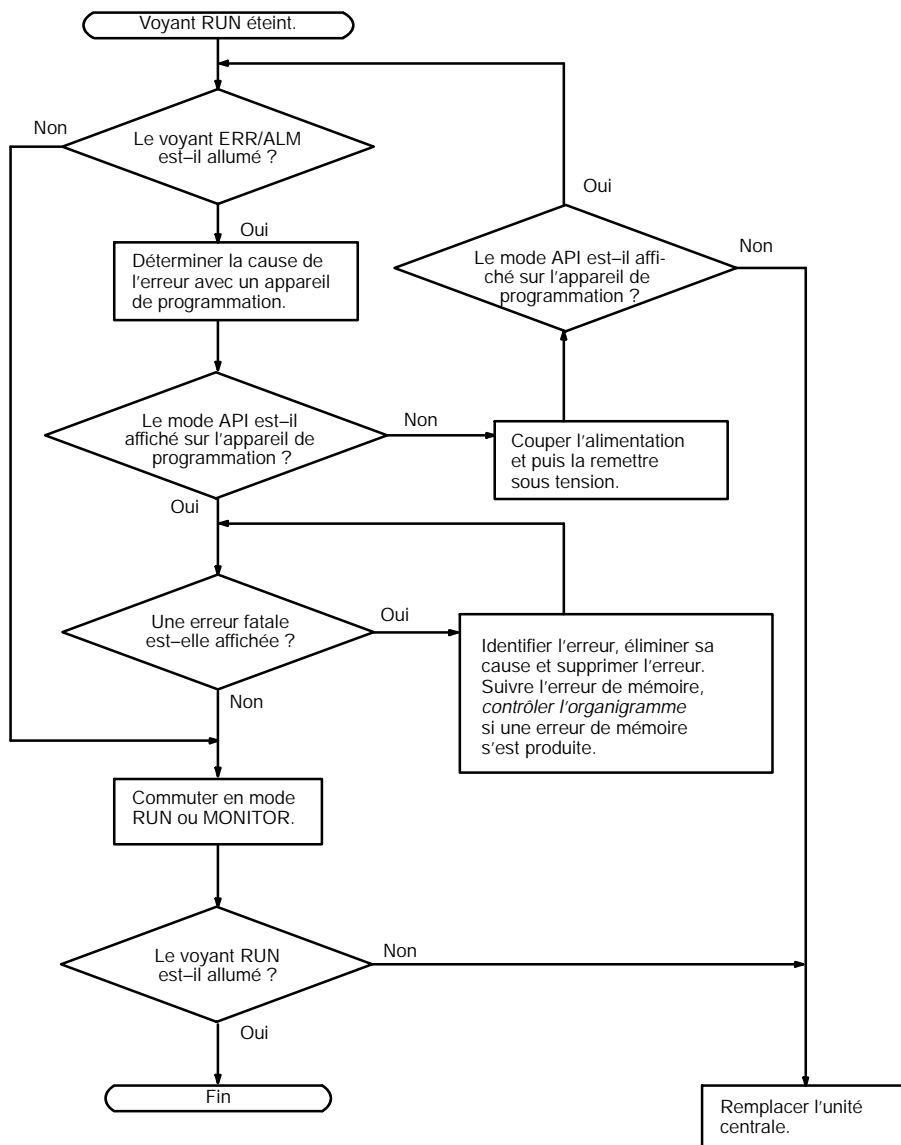 Voyant RUN éteint.
Non
Le voyant ERR/ALM
est–il allumé ?
Oui
Oui
Le mode API est–il affi-
ché sur l'appareil de
programmation ?
Non
Déterminer la cause de
l'erreur avec un appareil
de programmation.
Le mode API est–il
affiché sur l'appareil de
programmation ?
Non
Couper l'alimentation
et puis la remettre
sous tension.
Oui
Une erreur fatale
est–elle affichée ?
Oui
Identifier l'erreur, éliminer sa
cause et supprimer l'erreur.
Suivre l'erreur de mémoire,
contrôler l'organigramme
si une erreur de mémoire
s'est produite.
Non
Commuter en mode
RUN ou MONITOR.
Le voyant RUN
est–il allumé ?
Non
Oui
Fin
Remplacer l'unité
centrale.